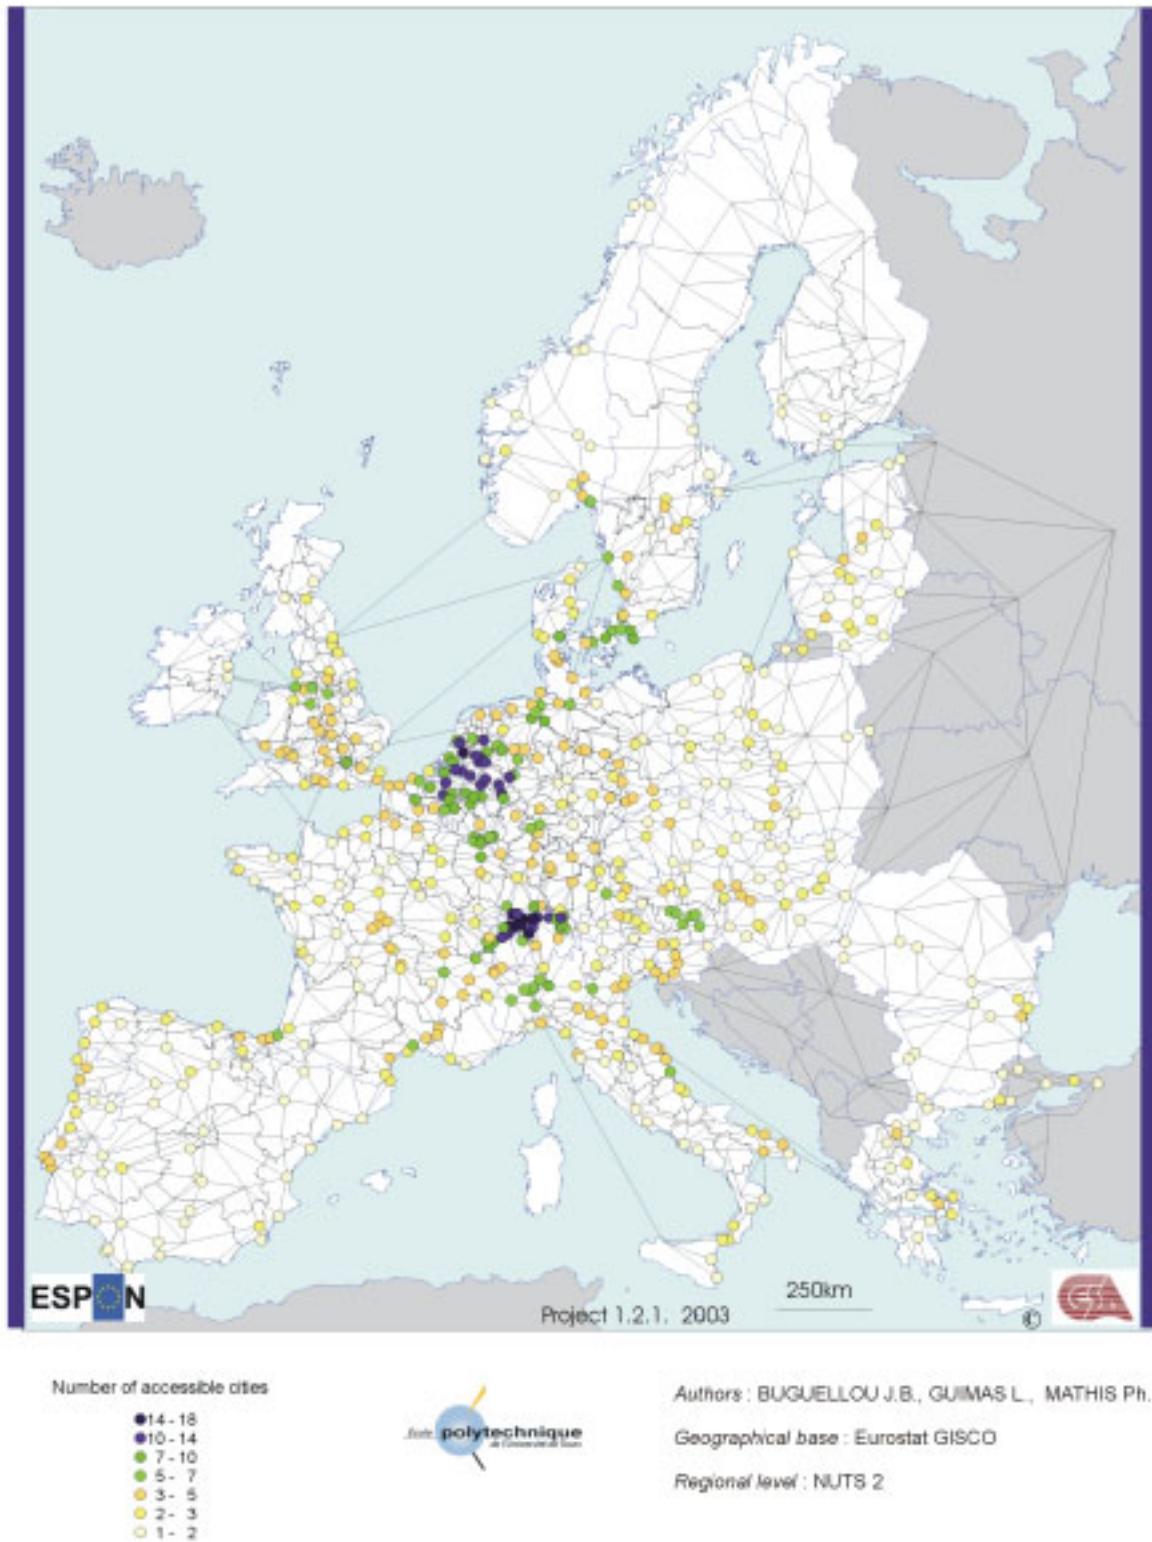 ESPON
250km
Project 1.2.1. 2003
©
Number of accessible cities
14 - 18
10 - 14
7 - 10
5 - 7
3 - 5
2 - 3
1 - 2
polytechnique
Authors : BUGUELLOU J.B., GUIMAS L., MATHIS Ph.
Geographical base : Eurostat GISCO
Regional level : NUTS 2